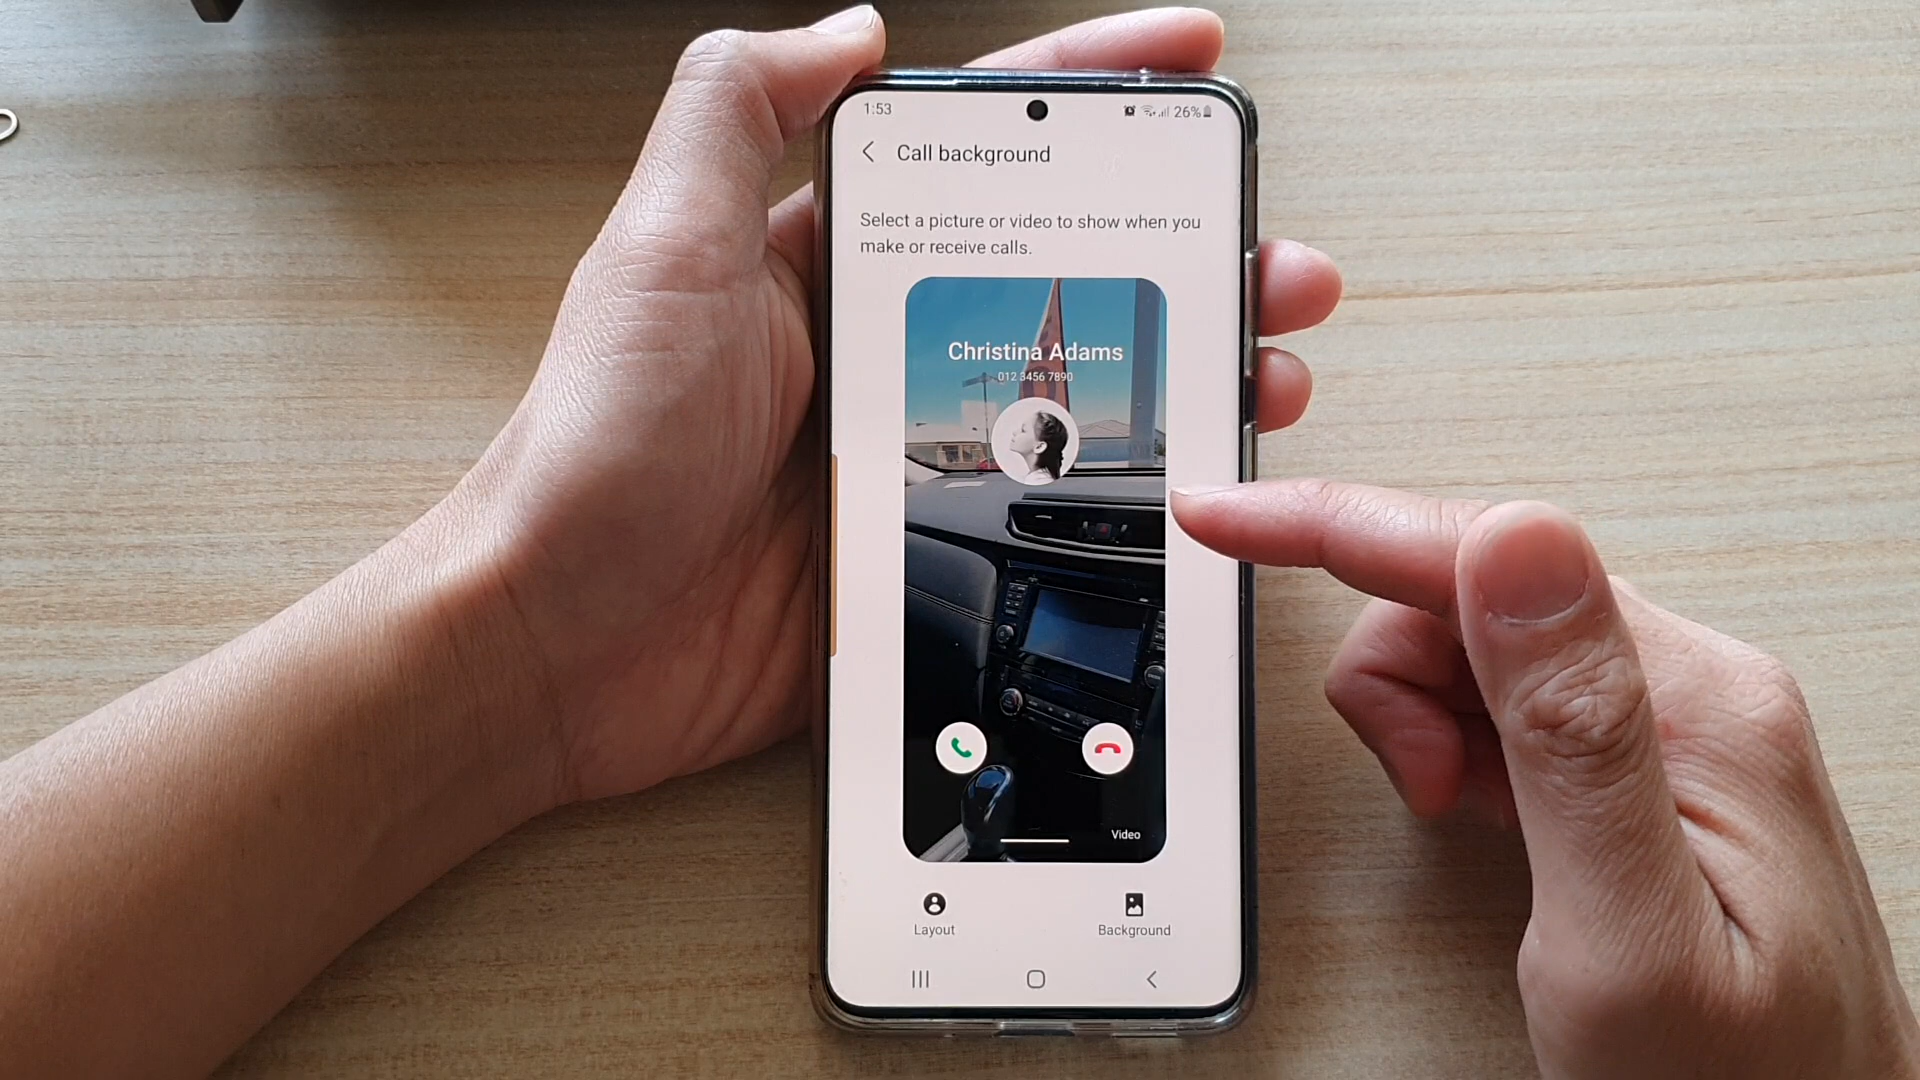 1:53
26%
Call background
Select a picture or video to show when you
make or receive calls.
Christina Adams
012 3456 7890
Video
Layout
Background